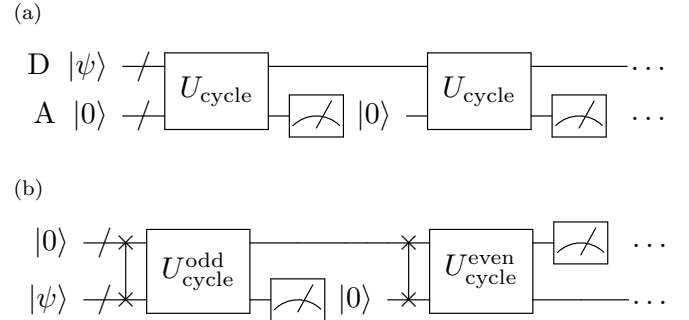 (a)
D |ψ⟩ U_cycle U_cycle ...
A |0⟩ |0⟩ ...
(b)
|0⟩ U^odd_cycle U^even_cycle ...
|ψ⟩ |0⟩ ...